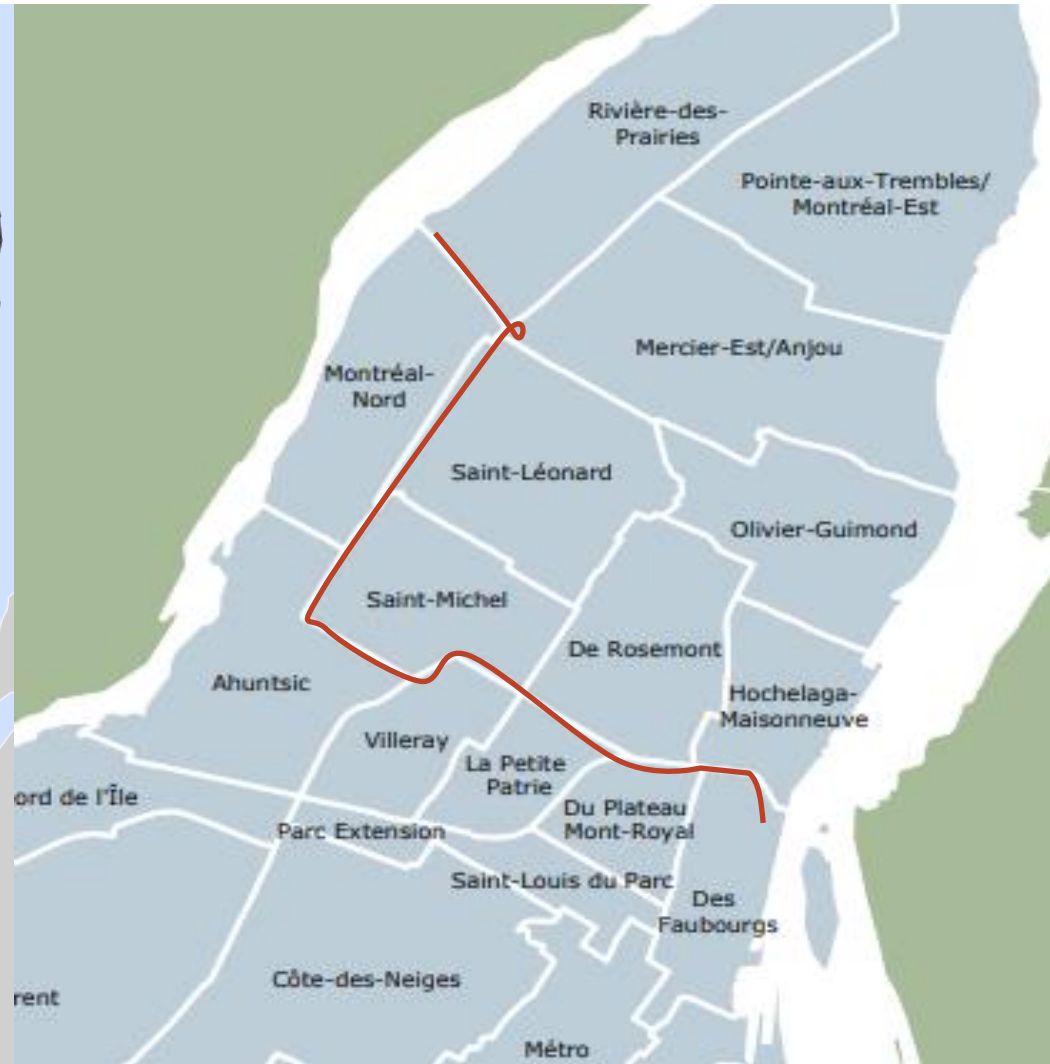 Rivière-des-
Prairies
Pointe-aux-Trembles/
Montréal-Est
Mercier-Est/Anjou
Montréal-
Nord
Saint-Léonard
Olivier-Guimond
Saint-Michel
De Rosemont
Ahuntsic
Hochelaga-
Maisonneuve
Villeray
La Petite
Patrie
ord de l'Île
Du Plateau
Mont-Royal
Parc Extension
Saint-Louis du Parc
Des
Faubourgs
Côte-des-Neiges
rent
Métro